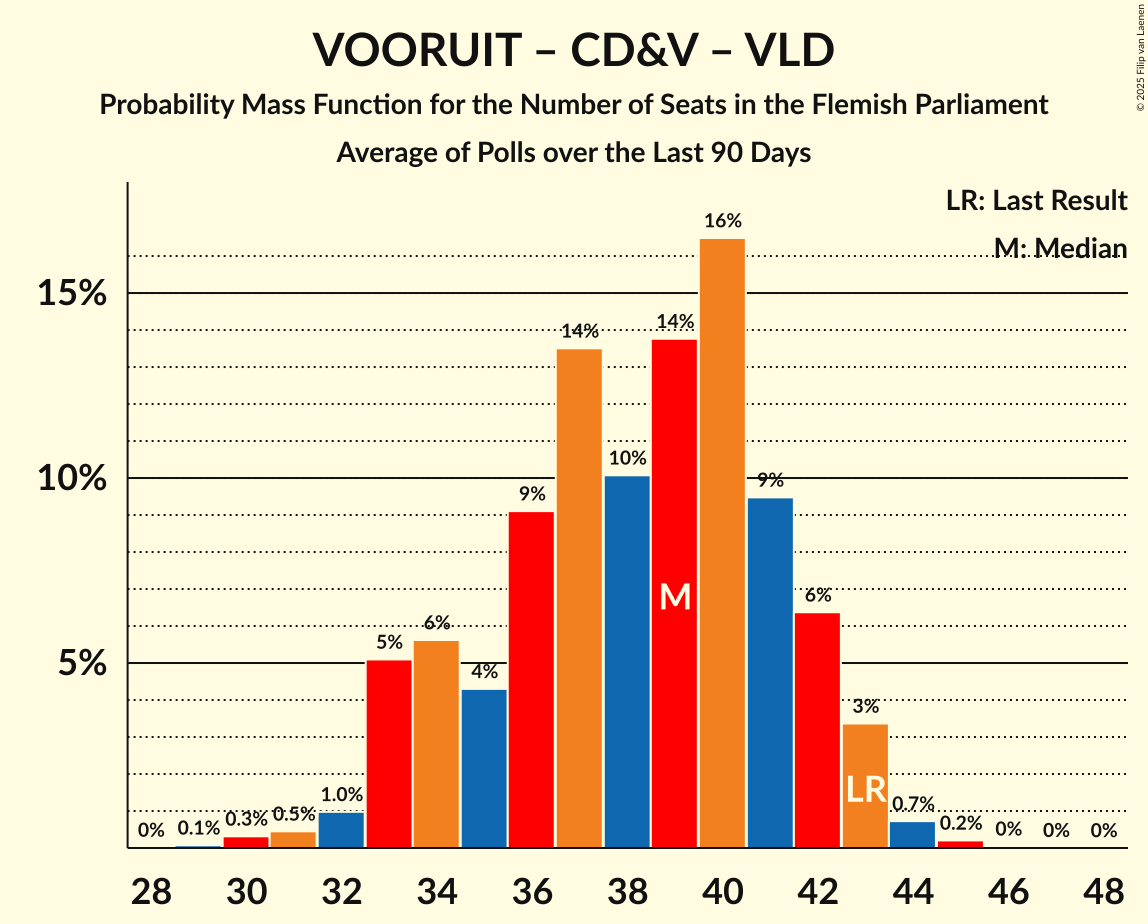 VOORUIT – CD&V – VLD
Probability Mass Function for the Number of Seats in the Flemish Parliament
Average of Polls over the Last 90 Days
© 2025 Filip van Laenen
LR: Last Result
M: Median
15%
10%
5%
0%
0.1%
0.3%
0.5%
1.0%
5%
6%
4%
9%
14%
10%
14%
16%
9%
6%
3%
0.7%
0.2%
0%
0%
0%
M
LR
28 30 32 34 36 38 40 42 44 46 48